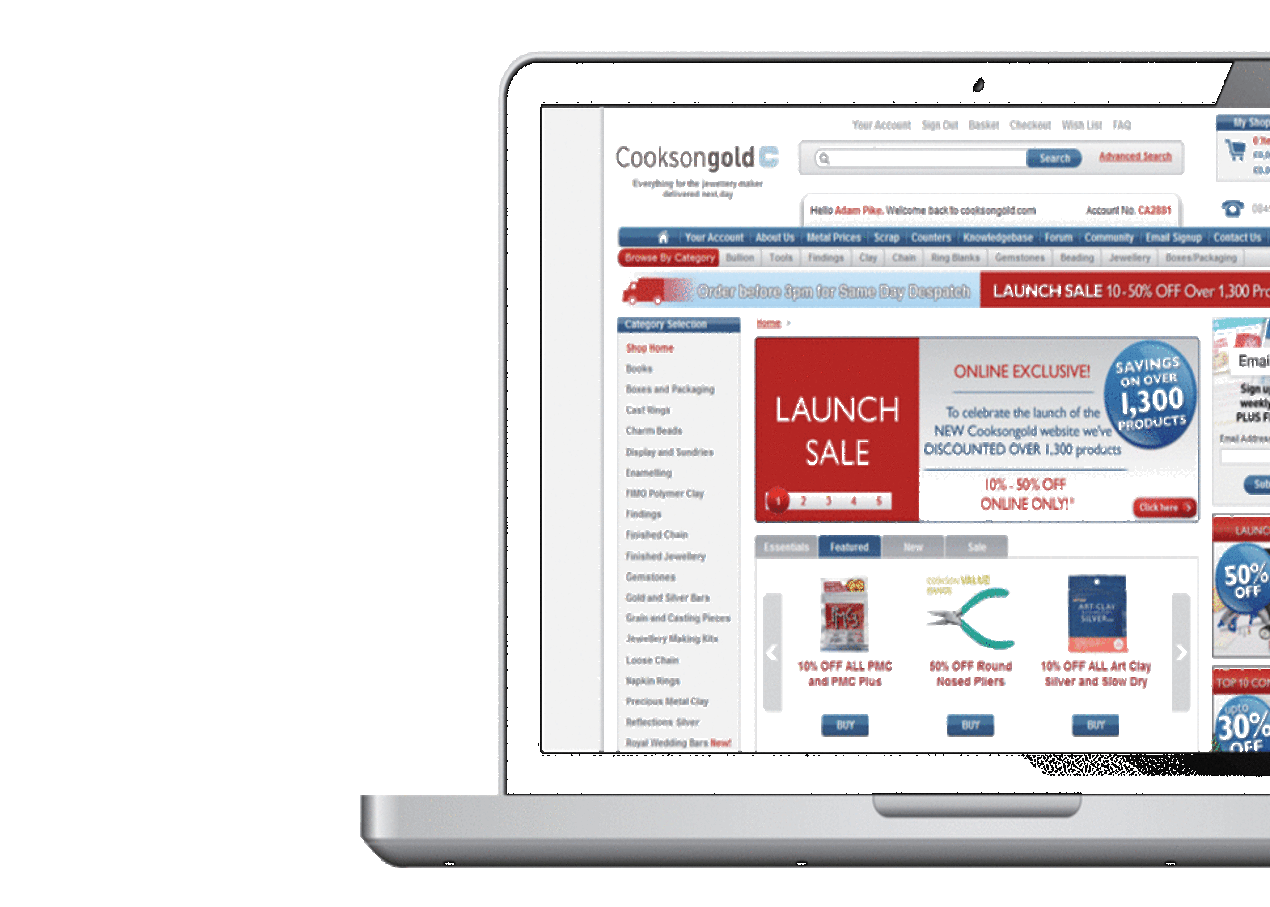 Your Account Sign Out Basket Checkout Wish List FAQ
My Shop
Cooksongold
Search
Advanced Search
0
£0.0
£0.0
Everything for the jewellery maker
delivered next day
Hello Adam Pike. Welcome back to cooksongold.com
Account No. CA2881
084
Your Account About Us Metal Prices Scrap Counters Knowledgebase Forum Community Email Signup Contact Us
Browse By Category Bullion Tools Findings Clay Chain Ring Blanks Gemstones Beading Jewellery Boxes/Packaging
Order before 3pm for Same Day Despatch
LAUNCH SALE 10-50% OFF Over 1,300 Pro
Category Selection
Shop Home
Books
Boxes and Packaging
Cast Rings
Charm Beads
Display and Sundries
Enamelling
FIMO Polymer Clay
Findings
Finished Chain
Finished Jewellery
Gemstones
Gold and Silver Bars
Grain and Casting Pieces
Jewellery Making Kits
Loose Chain
Napkin Rings
Precious Metal Clay
Reflections Silver
Royal Wedding Bars New!
Home >
LAUNCH
SALE
1 2 3 4 5
ONLINE EXCLUSIVE!
To celebrate the launch of the
NEW Cooksongold website we've
DISCOUNTED OVER 1,300 products
10% - 50% OFF
ONLINE ONLY!*
SAVINGS
ON OVER
1,300
PRODUCTS
Click here
Essentials Featured New Sale
VALUE
ART CLAY
SILVER
10% OFF ALL PMC
and PMC Plus
50% OFF Round
Nosed Pliers
10% OFF ALL Art Clay
Silver and Slow Dry
BUY BUY BUY
Emai
Sign u
weekly
PLUS F
Email Addres
Sub
LAUNC
50%
OFF
TOP 10 CO
upto
30%
OFF